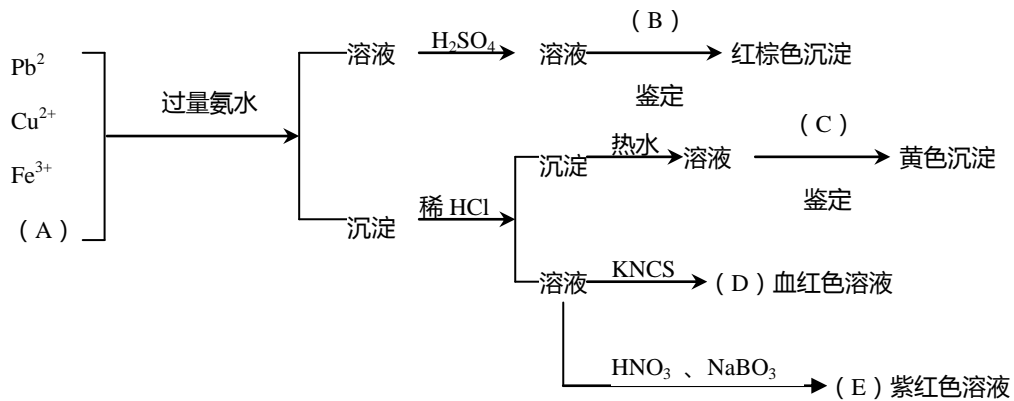 Pb²
Cu²⁺
Fe³⁺
（A）
过量氨水
溶液
H₂SO₄
溶液
（B）
鉴定
红棕色沉淀
沉淀
稀 HCl
沉淀
热水
溶液
（C）
鉴定
黄色沉淀
溶液
KNCS
（D）血红色溶液
HNO₃ 、NaBO₃
（E）紫红色溶液